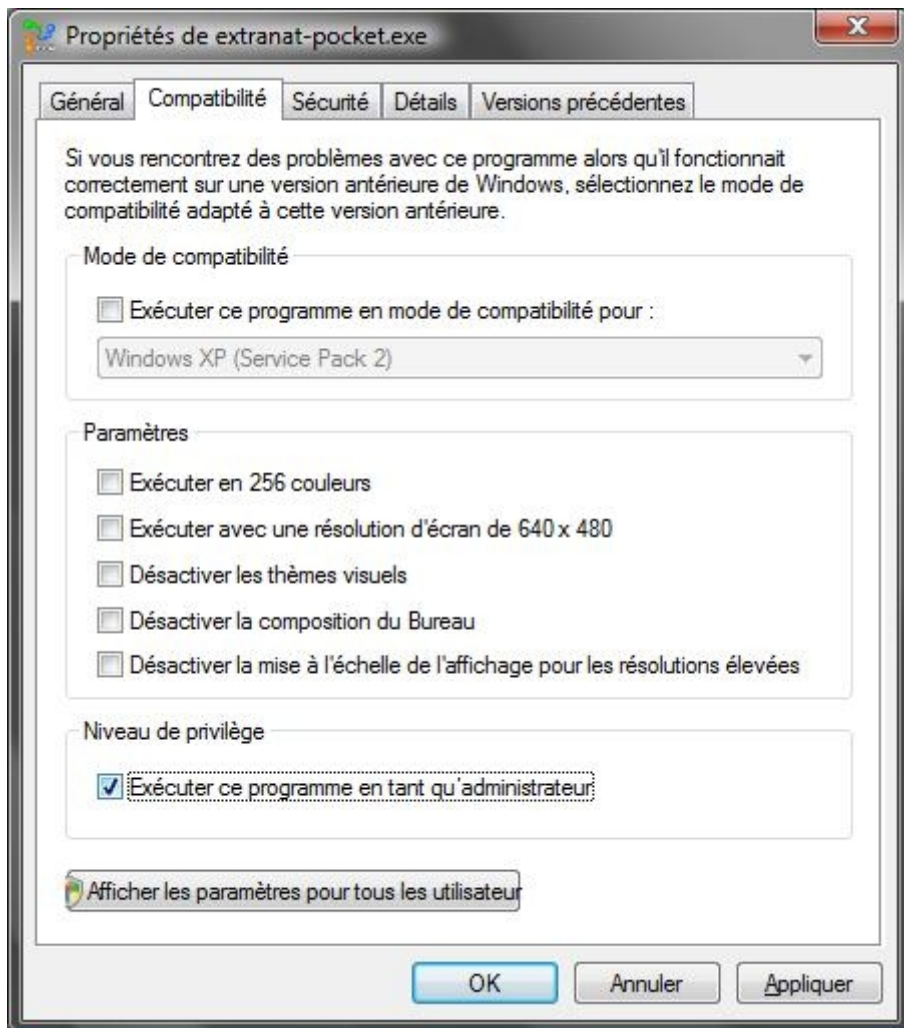 Propriétés de extranat-pocket.exe
Général Compatibilité Sécurité Détails Versions précédentes
Si vous rencontrez des problèmes avec ce programme alors qu'il fonctionnait
correctement sur une version antérieure de Windows, sélectionnez le mode de
compatibilité adapté à cette version antérieure.
Mode de compatibilité
Exécuter ce programme en mode de compatibilité pour :
Windows XP (Service Pack 2)
Paramètres
Exécuter en 256 couleurs
Exécuter avec une résolution d'écran de 640 x 480
Désactiver les thèmes visuels
Désactiver la composition du Bureau
Désactiver la mise à l'échelle de l'affichage pour les résolutions élevées
Niveau de privilège
Exécuter ce programme en tant qu'administrateur
Afficher les paramètres pour tous les utilisateur
OK Annuler Appliquer